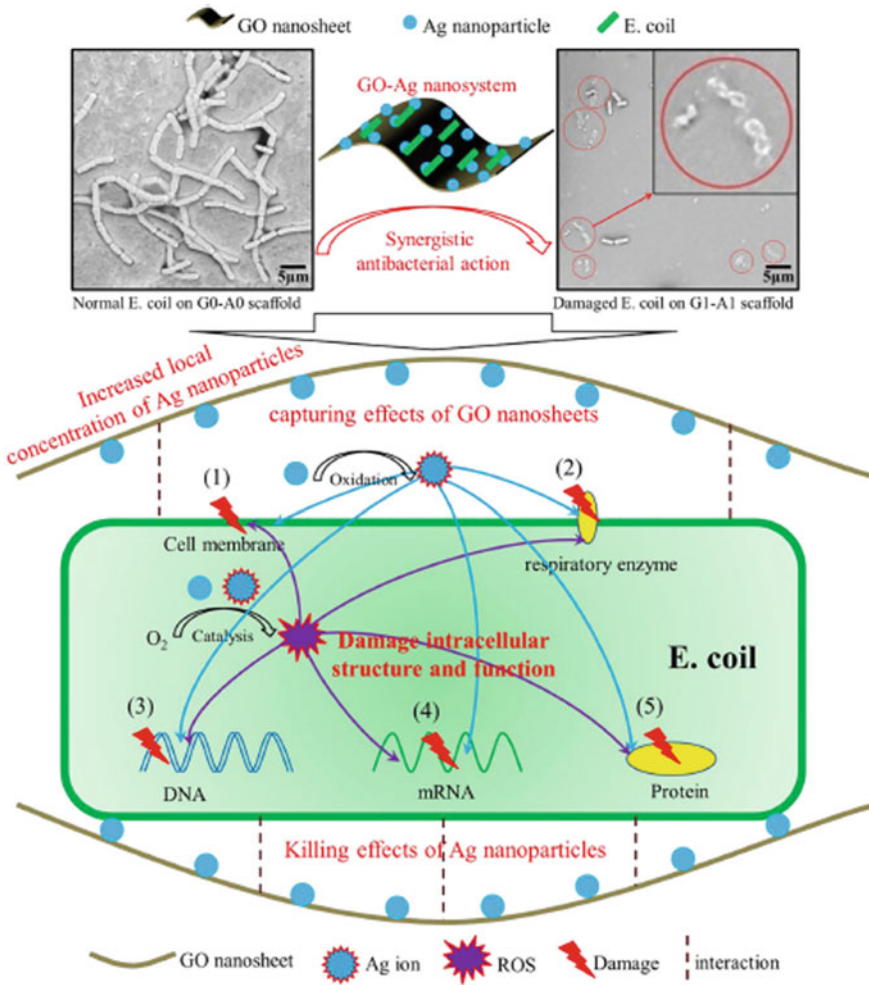 GO nanosheet
Ag nanoparticle
E. coil
GO-Ag nanosystem
Synergistic
antibacterial action
5μm
5μm
Normal E. coil on G0-A0 scaffold
Damaged E. coil on G1-A1 scaffold
Increased local
concentration of Ag nanoparticles
capturing effects of GO nanosheets
Oxidation
(1)
(2)
Cell membrane
respiratory enzyme
O2
Catalysis
Damage intracellular
structure and function
E. coil
(3)
(4)
(5)
DNA
mRNA
Protein
Killing effects of Ag nanoparticles
GO nanosheet
Ag ion
ROS
Damage
interaction